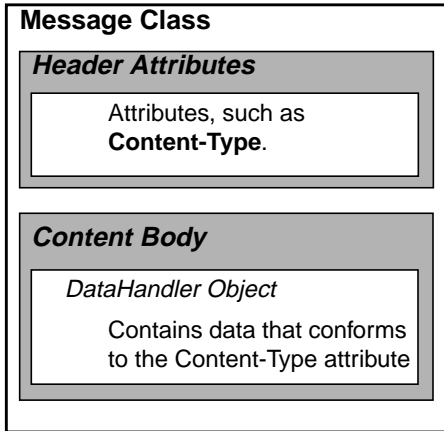 Message Class
Header Attributes
Attributes, such as
Content-Type.
Content Body
DataHandler Object
Contains data that conforms
to the Content-Type attribute